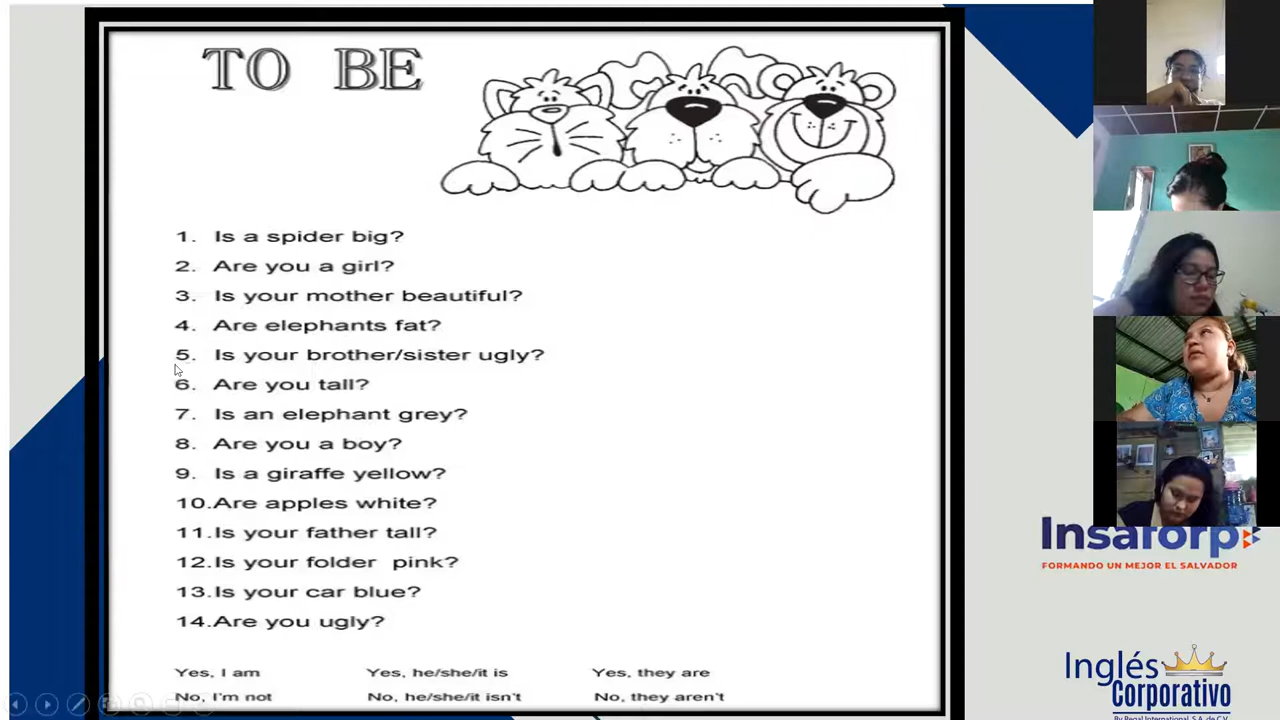 TO BE
1. Is a spider big?
2. Are you a girl?
3. Is your mother beautiful?
4. Are elephants fat?
5. Is your brother/sister ugly?
6. Are you tall?
7. Is an elephant grey?
8. Are you a boy?
9. Is a giraffe yellow?
10.Are apples white?
11.Is your father tall?
12.Is your folder pink?
13.Is your car blue?
14.Are you ugly?
Yes, I am Yes, he/she/it is Yes, they are
No, I'm not No, he/she/it isn't No, they aren't
Insaforp
FORMANDO UN MEJOR EL SALVADOR
Inglés
Corporativo
By Regal International, S.A. de C.V.